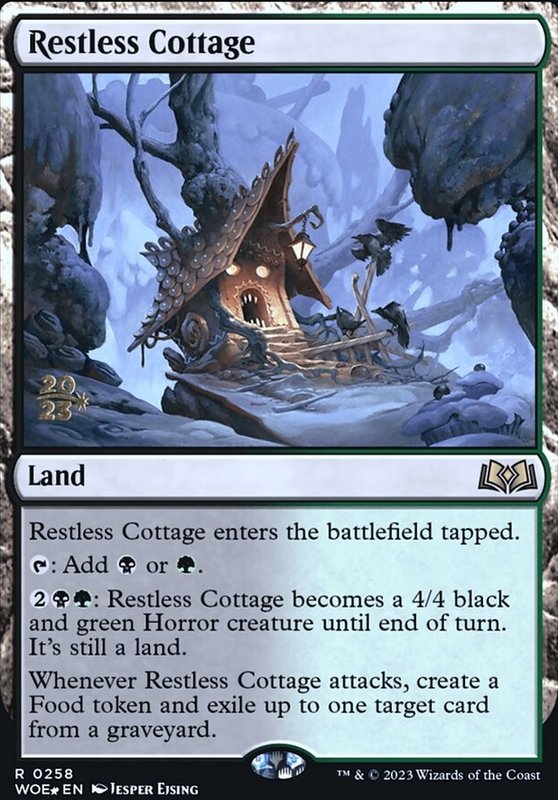 Restless Cottage
20
23
Land
Restless Cottage enters the battlefield tapped.
: Add or .
2: Restless Cottage becomes a 4/4 black
and green Horror creature until end of turn.
It's still a land.
Whenever Restless Cottage attacks, create a
Food token and exile up to one target card
from a graveyard.
R 0258
WOE★EN Jesper Eising
™ & © 2023 Wizards of the Coast